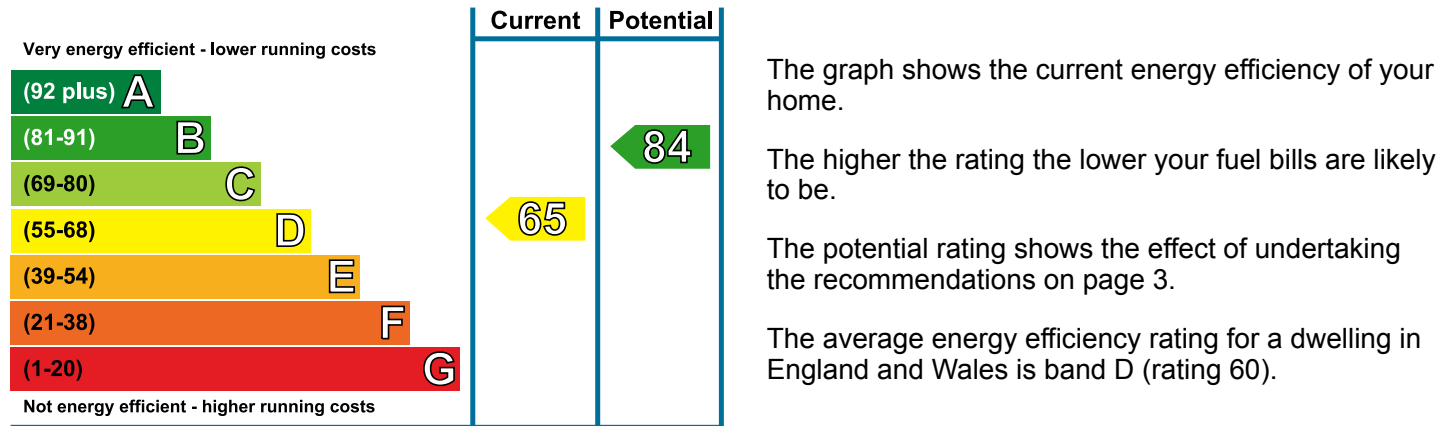 Current Potential
Very energy efficient - lower running costs
(92 plus) A
(81-91) B
84
(69-80) C
65
(55-68) D
(39-54) E
(21-38) F
(1-20) G
Not energy efficient - higher running costs
The graph shows the current energy efficiency of your
home.
The higher the rating the lower your fuel bills are likely
to be.
The potential rating shows the effect of undertaking
the recommendations on page 3.
The average energy efficiency rating for a dwelling in
England and Wales is band D (rating 60).